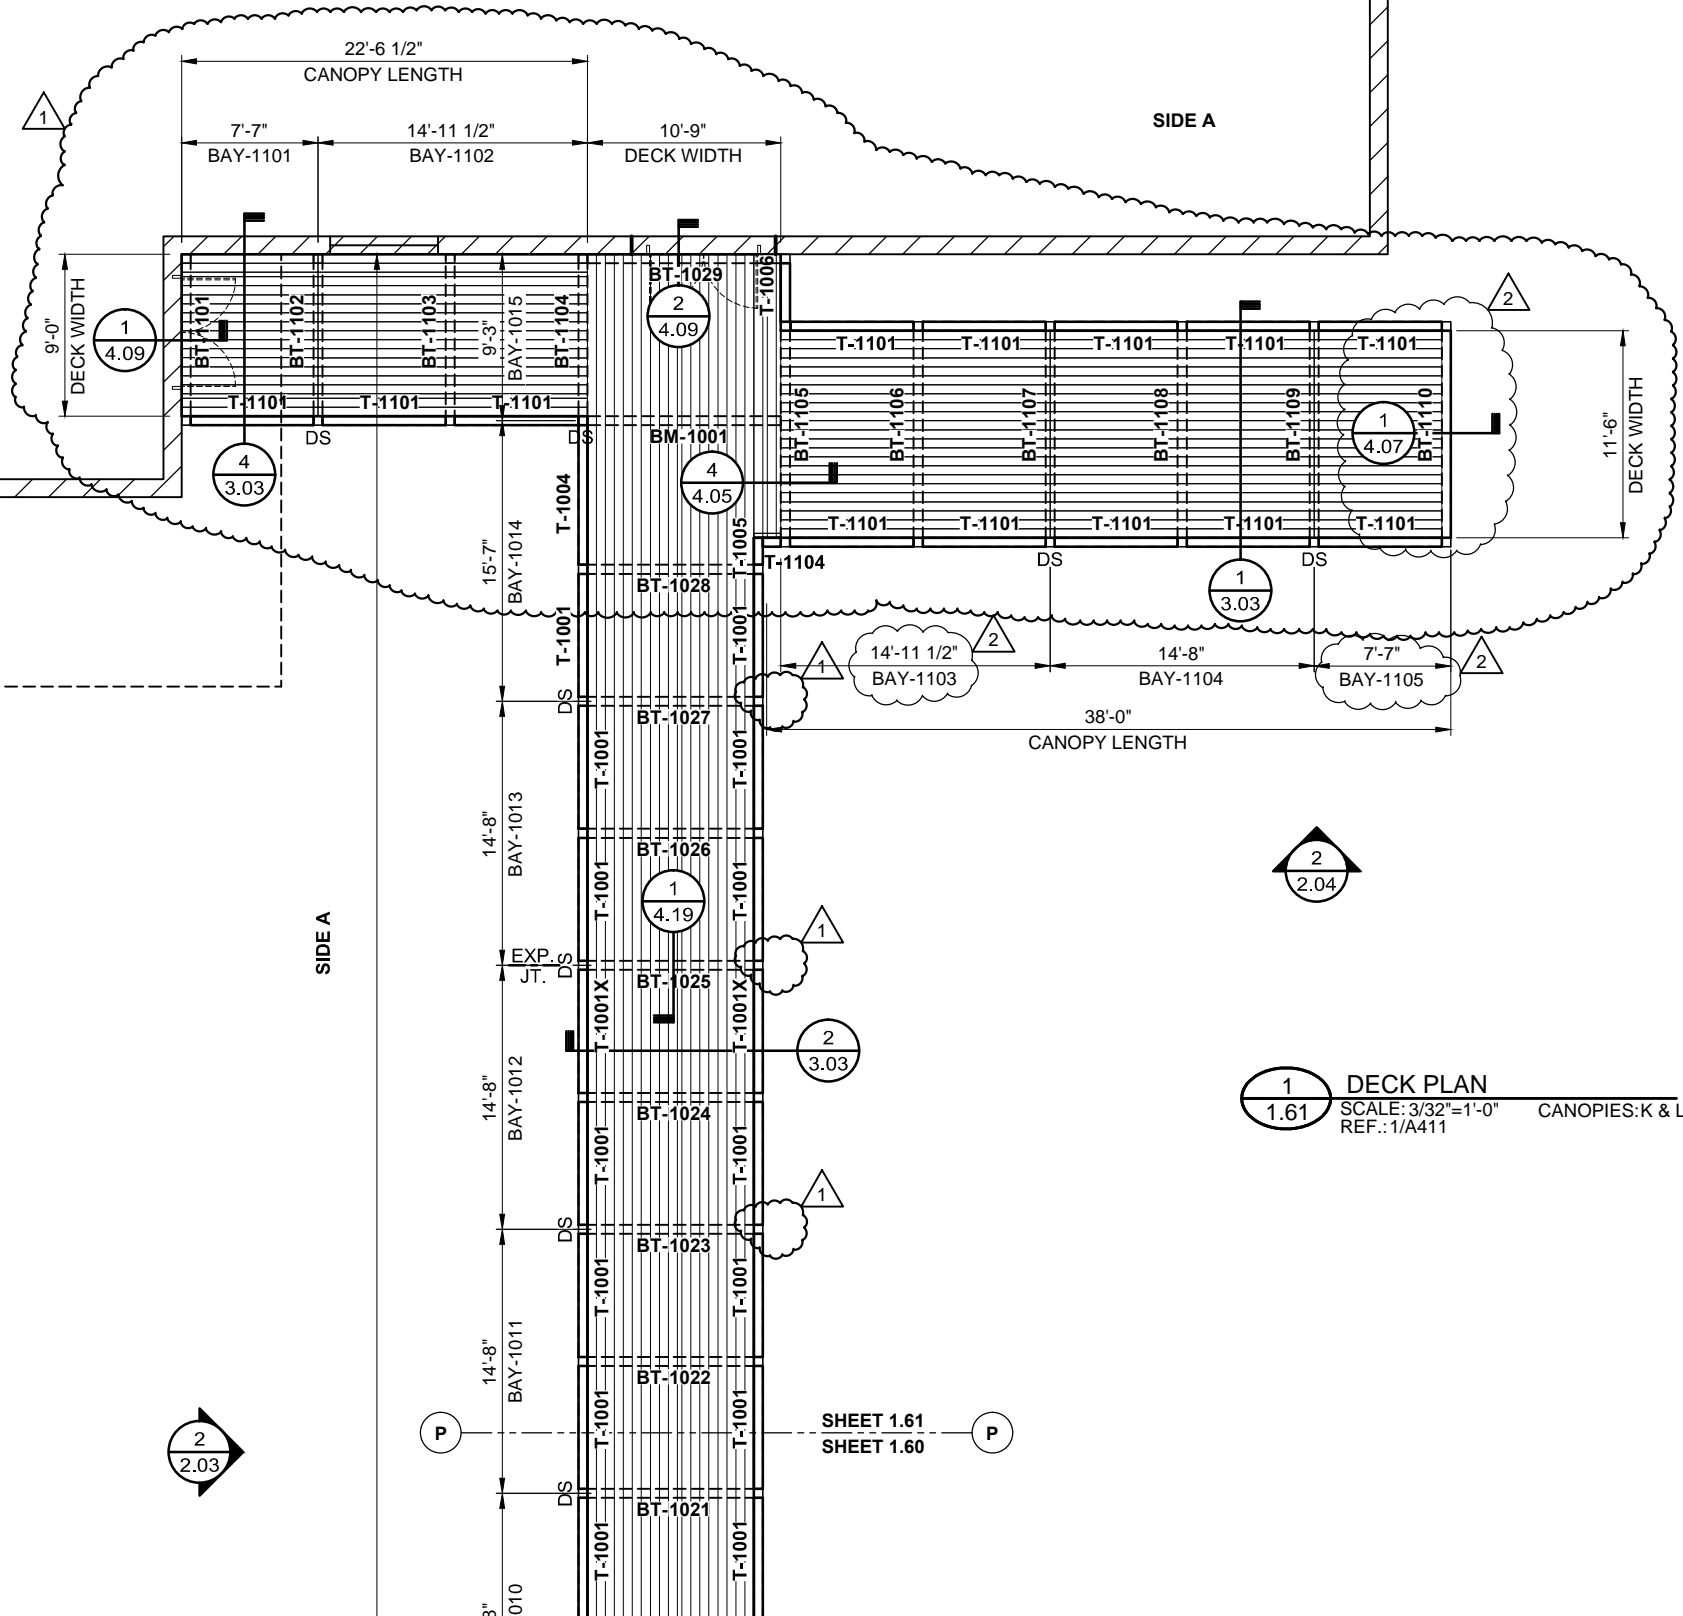 22'-6 1/2"
CANOPY LENGTH
1
7'-7"
BAY-1101
14'-11 1/2"
BAY-1102
10'-9"
DECK WIDTH
SIDE A
9'-0"
DECK WIDTH
1
4.09
BT-1101
BT-1102
BT-1103
9'-3"
BAY-1015
BT-1104
BT-1029
2
4.09
T-1006
2
T-1101
T-1101
T-1101
T-1101
T-1101
T-1101
T-1101
T-1101
DS
DS
BM-1001
4
3.03
4
4.05
BT-1105
BT-1106
BT-1107
BT-1108
BT-1109
BT-1110
1
4.07
11'-6"
DECK WIDTH
T-1101
T-1101
T-1101
T-1101
T-1101
T-1004
T-1005
T-1104
DS
DS
15'-7"
BAY-1014
BT-1028
1
3.03
T-1001
T-1001
1
14'-11 1/2"
BAY-1103
2
14'-8"
BAY-1104
7'-7"
BAY-1105
2
38'-0"
CANOPY LENGTH
DS
BT-1027
T-1001
T-1001
14'-8"
BAY-1013
BT-1026
T-1001
T-1001
1
4.19
2
2.04
SIDE A
1
EXP.
JT.
DS
BT-1025
T-1001X
T-1001X
2
3.03
14'-8"
BAY-1012
BT-1024
1
1.61
DECK PLAN
SCALE: 3/32"=1'-0"
CANOPIES:K & L
REF.: 1/A411
T-1001
T-1001
1
DS
BT-1023
T-1001
T-1001
14'-8"
BAY-1011
BT-1022
T-1001
T-1001
P
SHEET 1.61
SHEET 1.60
P
2
2.03
DS
BT-1021
T-1001
T-1001
8"
010